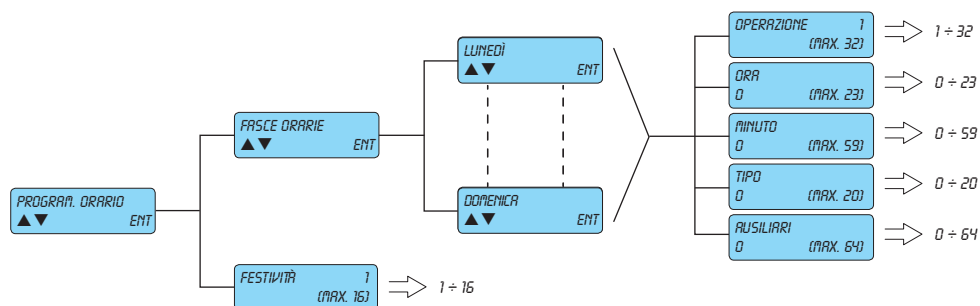 PROGRAM. ORARIO
▲▼ ENT
FASCE ORARIE
▲▼ ENT
FESTIVITÀ 1
(MAX. 16)
1 ÷ 16
LUNEDÌ
▲▼ ENT
DOMENICA
▲▼ ENT
OPERAZIONE 1
(MAX. 32)
1 ÷ 32
ORA
0 (MAX. 23)
0 ÷ 23
MINUTO
0 (MAX. 59)
0 ÷ 59
TIPO
0 (MAX. 20)
0 ÷ 20
AUSILIARI
0 (MAX. 64)
0 ÷ 64